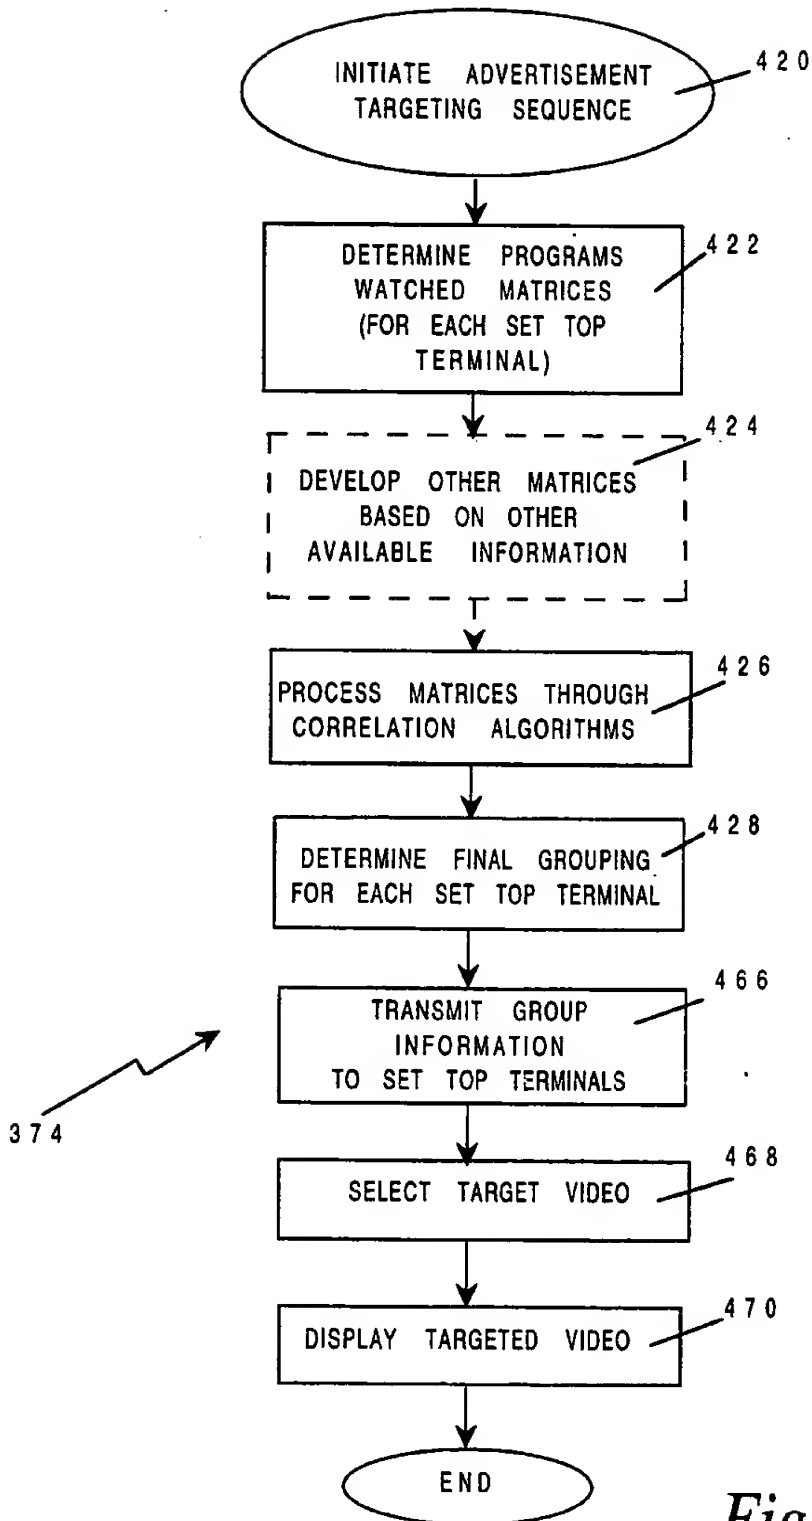 INITIATE ADVERTISEMENT
TARGETING SEQUENCE
420
DETERMINE PROGRAMS
WATCHED MATRICES
(FOR EACH SET TOP
TERMINAL)
422
DEVELOP OTHER MATRICES
BASED ON OTHER
AVAILABLE INFORMATION
424
PROCESS MATRICES THROUGH
CORRELATION ALGORITHMS
426
DETERMINE FINAL GROUPING
FOR EACH SET TOP TERMINAL
428
TRANSMIT GROUP
INFORMATION
TO SET TOP TERMINALS
466
374
SELECT TARGET VIDEO
468
DISPLAY TARGETED VIDEO
470
END
Fig